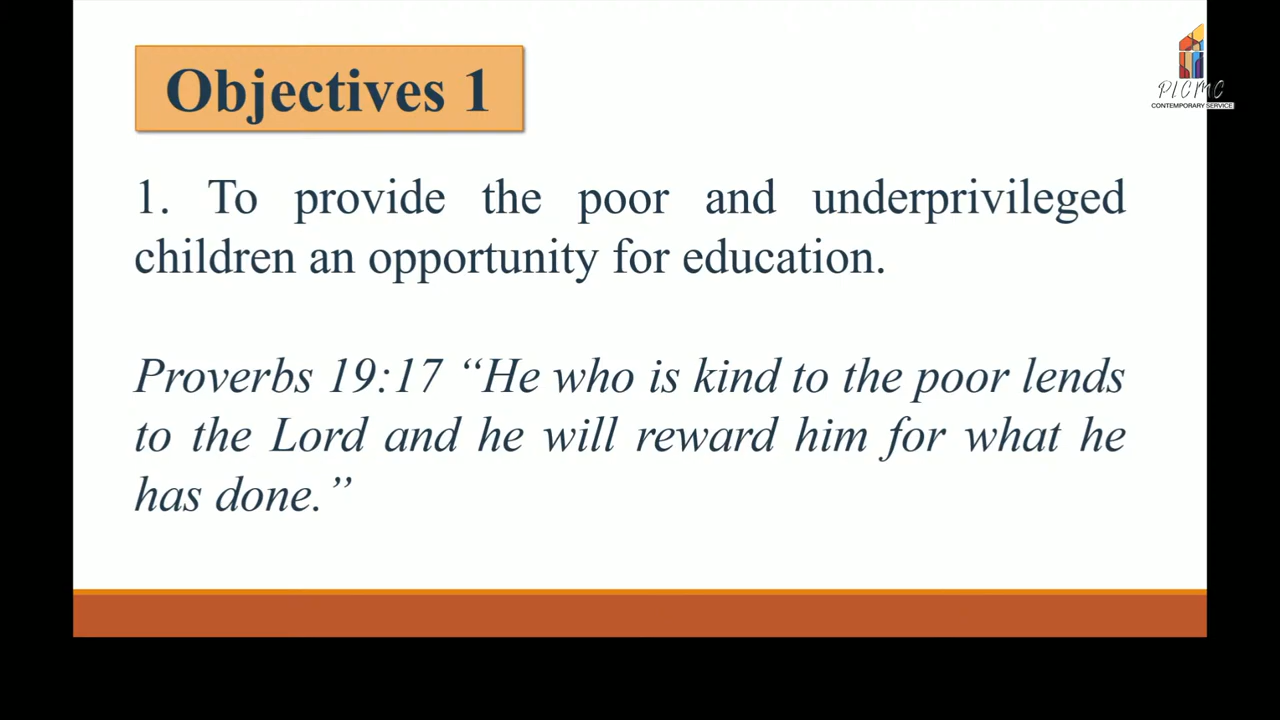 Objectives 1
PICMC
CONTEMPORARY SERVICE
1. To provide the poor and underprivileged
children an opportunity for education.
Proverbs 19:17 “He who is kind to the poor lends
to the Lord and he will reward him for what he
has done.”